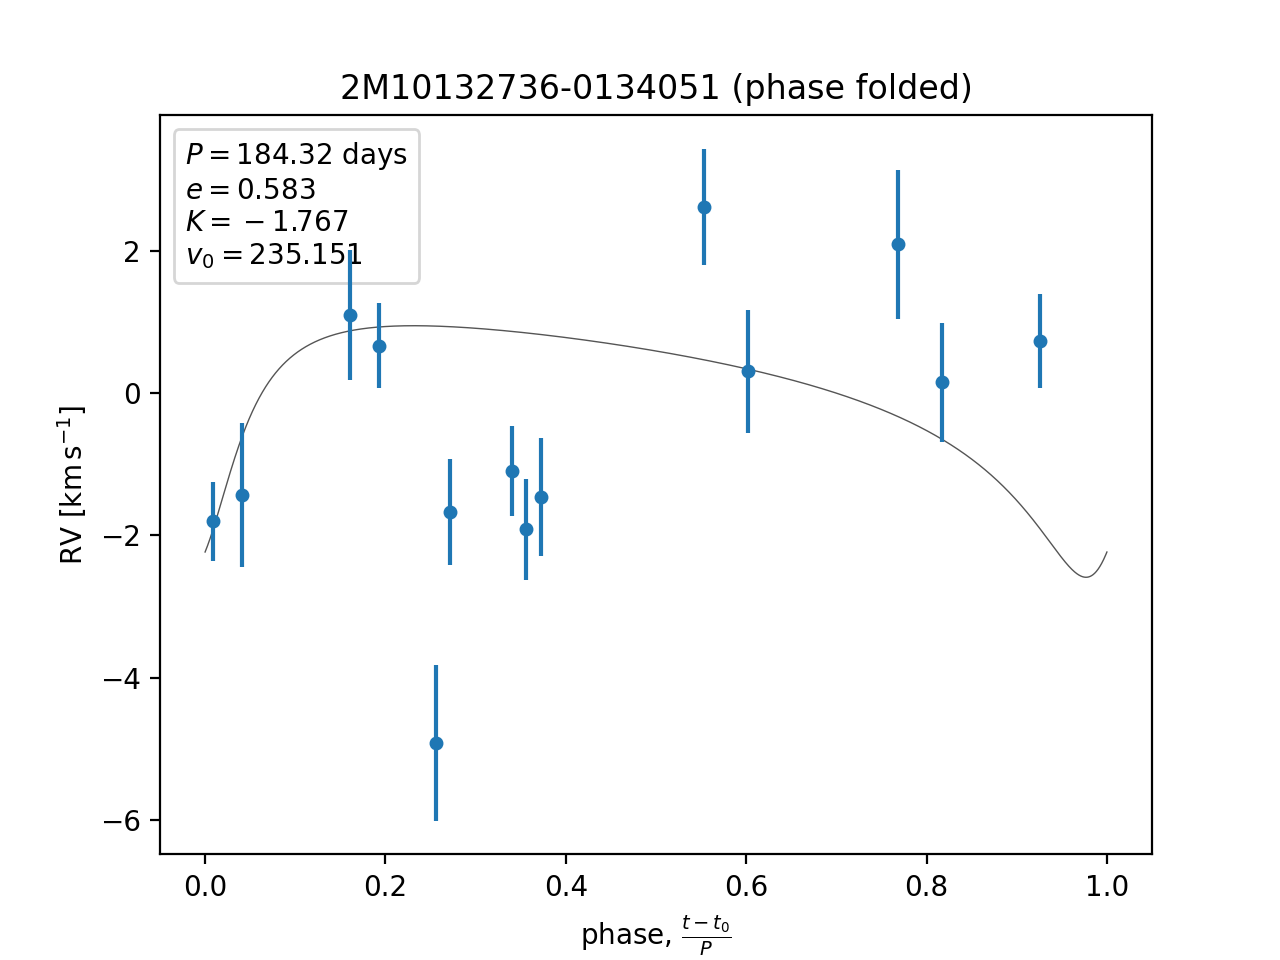 2M10132736-0134051 (phase folded)
P = 184.32 days
e = 0.583
K = −1.767
v₀ = 235.151
2
0
−2
−4
−6
RV [km s⁻¹]
0.0 0.2 0.4 0.6 0.8 1.0
phase, (t − t₀)/P